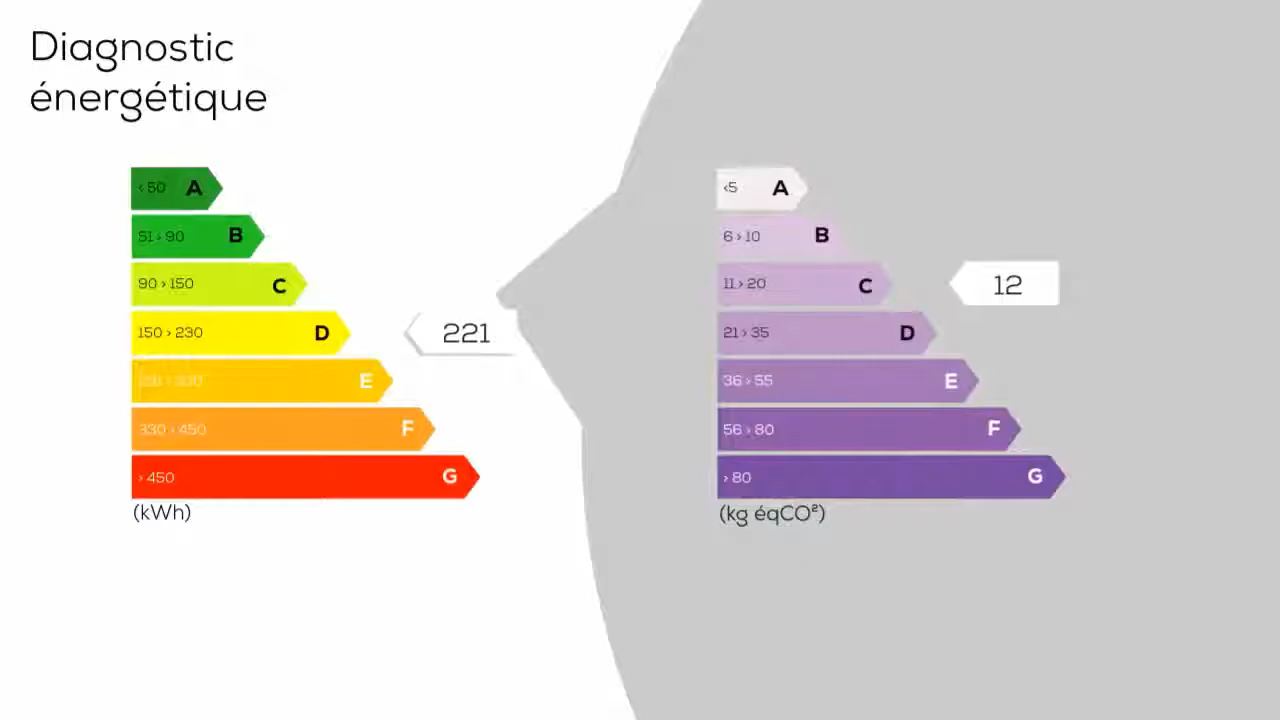 Diagnostic
énergétique
< 50 A
51 > 90 B
90 > 150 C
150 > 230 D
221
E
330 > 450 F
> 450 G
(kWh)
<5 A
6 > 10 B
11 > 20 C
12
21 > 35 D
36 > 55 E
56 > 80 F
> 80 G
(kg éqCO²)